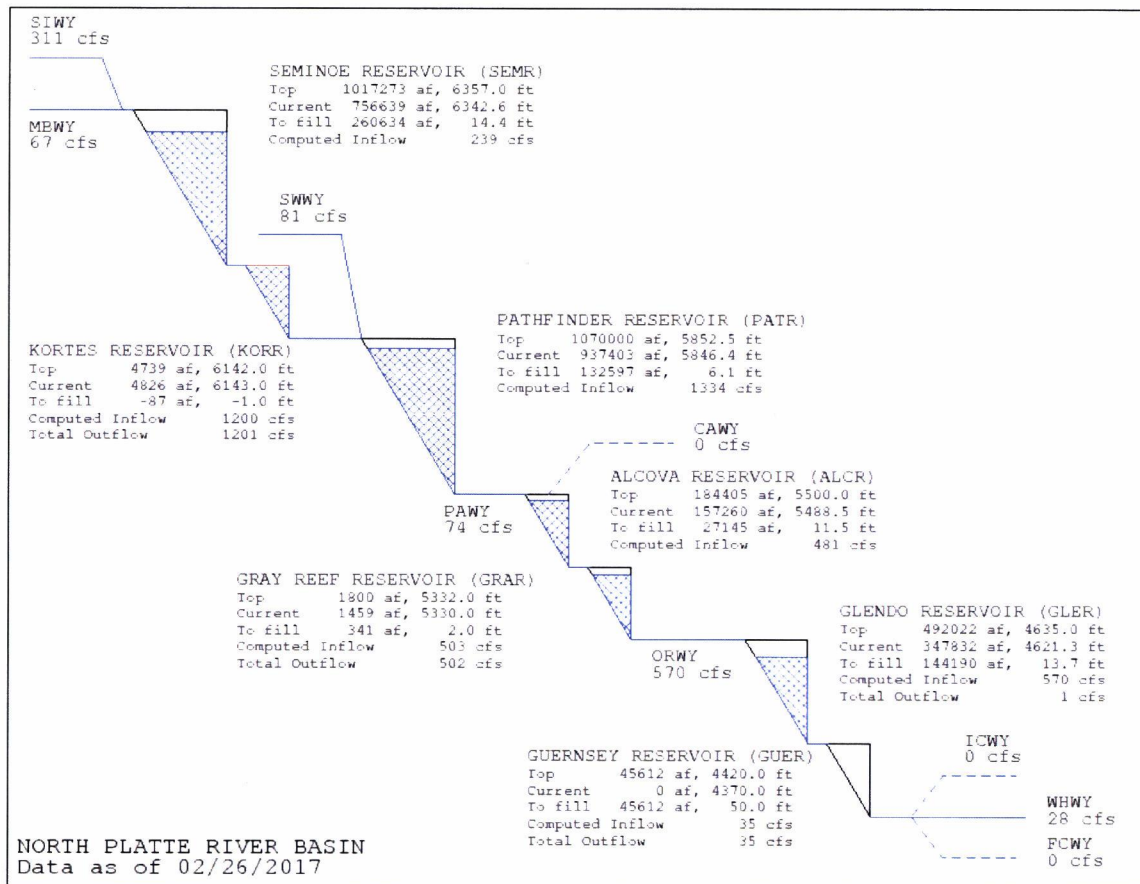 SIWY
311 cfs
MBWY
67 cfs
SEMINOE RESERVOIR (SEMR)
Top 1017273 af, 6357.0 ft
Current 756639 af, 6342.6 ft
To fill 260634 af, 14.4 ft
Computed Inflow 239 cfs
SWWY
81 cfs
KORTES RESERVOIR (KORR)
Top 4739 af, 6142.0 ft
Current 4826 af, 6143.0 ft
To fill -87 af, -1.0 ft
Computed Inflow 1200 cfs
Total Outflow 1201 cfs
PATHFINDER RESERVOIR (PATR)
Top 1070000 af, 5852.5 ft
Current 937403 af, 5846.4 ft
To fill 132597 af, 6.1 ft
Computed Inflow 1334 cfs
CAWY
0 cfs
PAWY
74 cfs
ALCOVA RESERVOIR (ALCR)
Top 184405 af, 5500.0 ft
Current 157260 af, 5488.5 ft
To fill 27145 af, 11.5 ft
Computed Inflow 481 cfs
GRAY REEF RESERVOIR (GRAR)
Top 1800 af, 5332.0 ft
Current 1459 af, 5330.0 ft
To fill 341 af, 2.0 ft
Computed Inflow 503 cfs
Total Outflow 502 cfs
ORWY
570 cfs
GLENDO RESERVOIR (GLER)
Top 492022 af, 4635.0 ft
Current 347832 af, 4621.3 ft
To fill 144190 af, 13.7 ft
Computed Inflow 570 cfs
Total Outflow 1 cfs
GUERNSEY RESERVOIR (GUER)
Top 45612 af, 4420.0 ft
Current 0 af, 4370.0 ft
To fill 45612 af, 50.0 ft
Computed Inflow 35 cfs
Total Outflow 35 cfs
ICWY
0 cfs
WHWY
28 cfs
FCWY
0 cfs
NORTH PLATTE RIVER BASIN
Data as of 02/26/2017